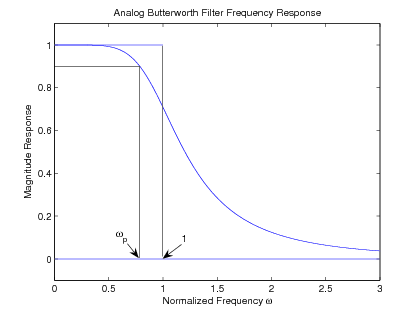 Analog Butterworth Filter Frequency Response
Magnitude Response
1
0.8
0.6
0.4
0.2
0
ωp
1
0 0.5 1 1.5 2 2.5 3
Normalized Frequency ω